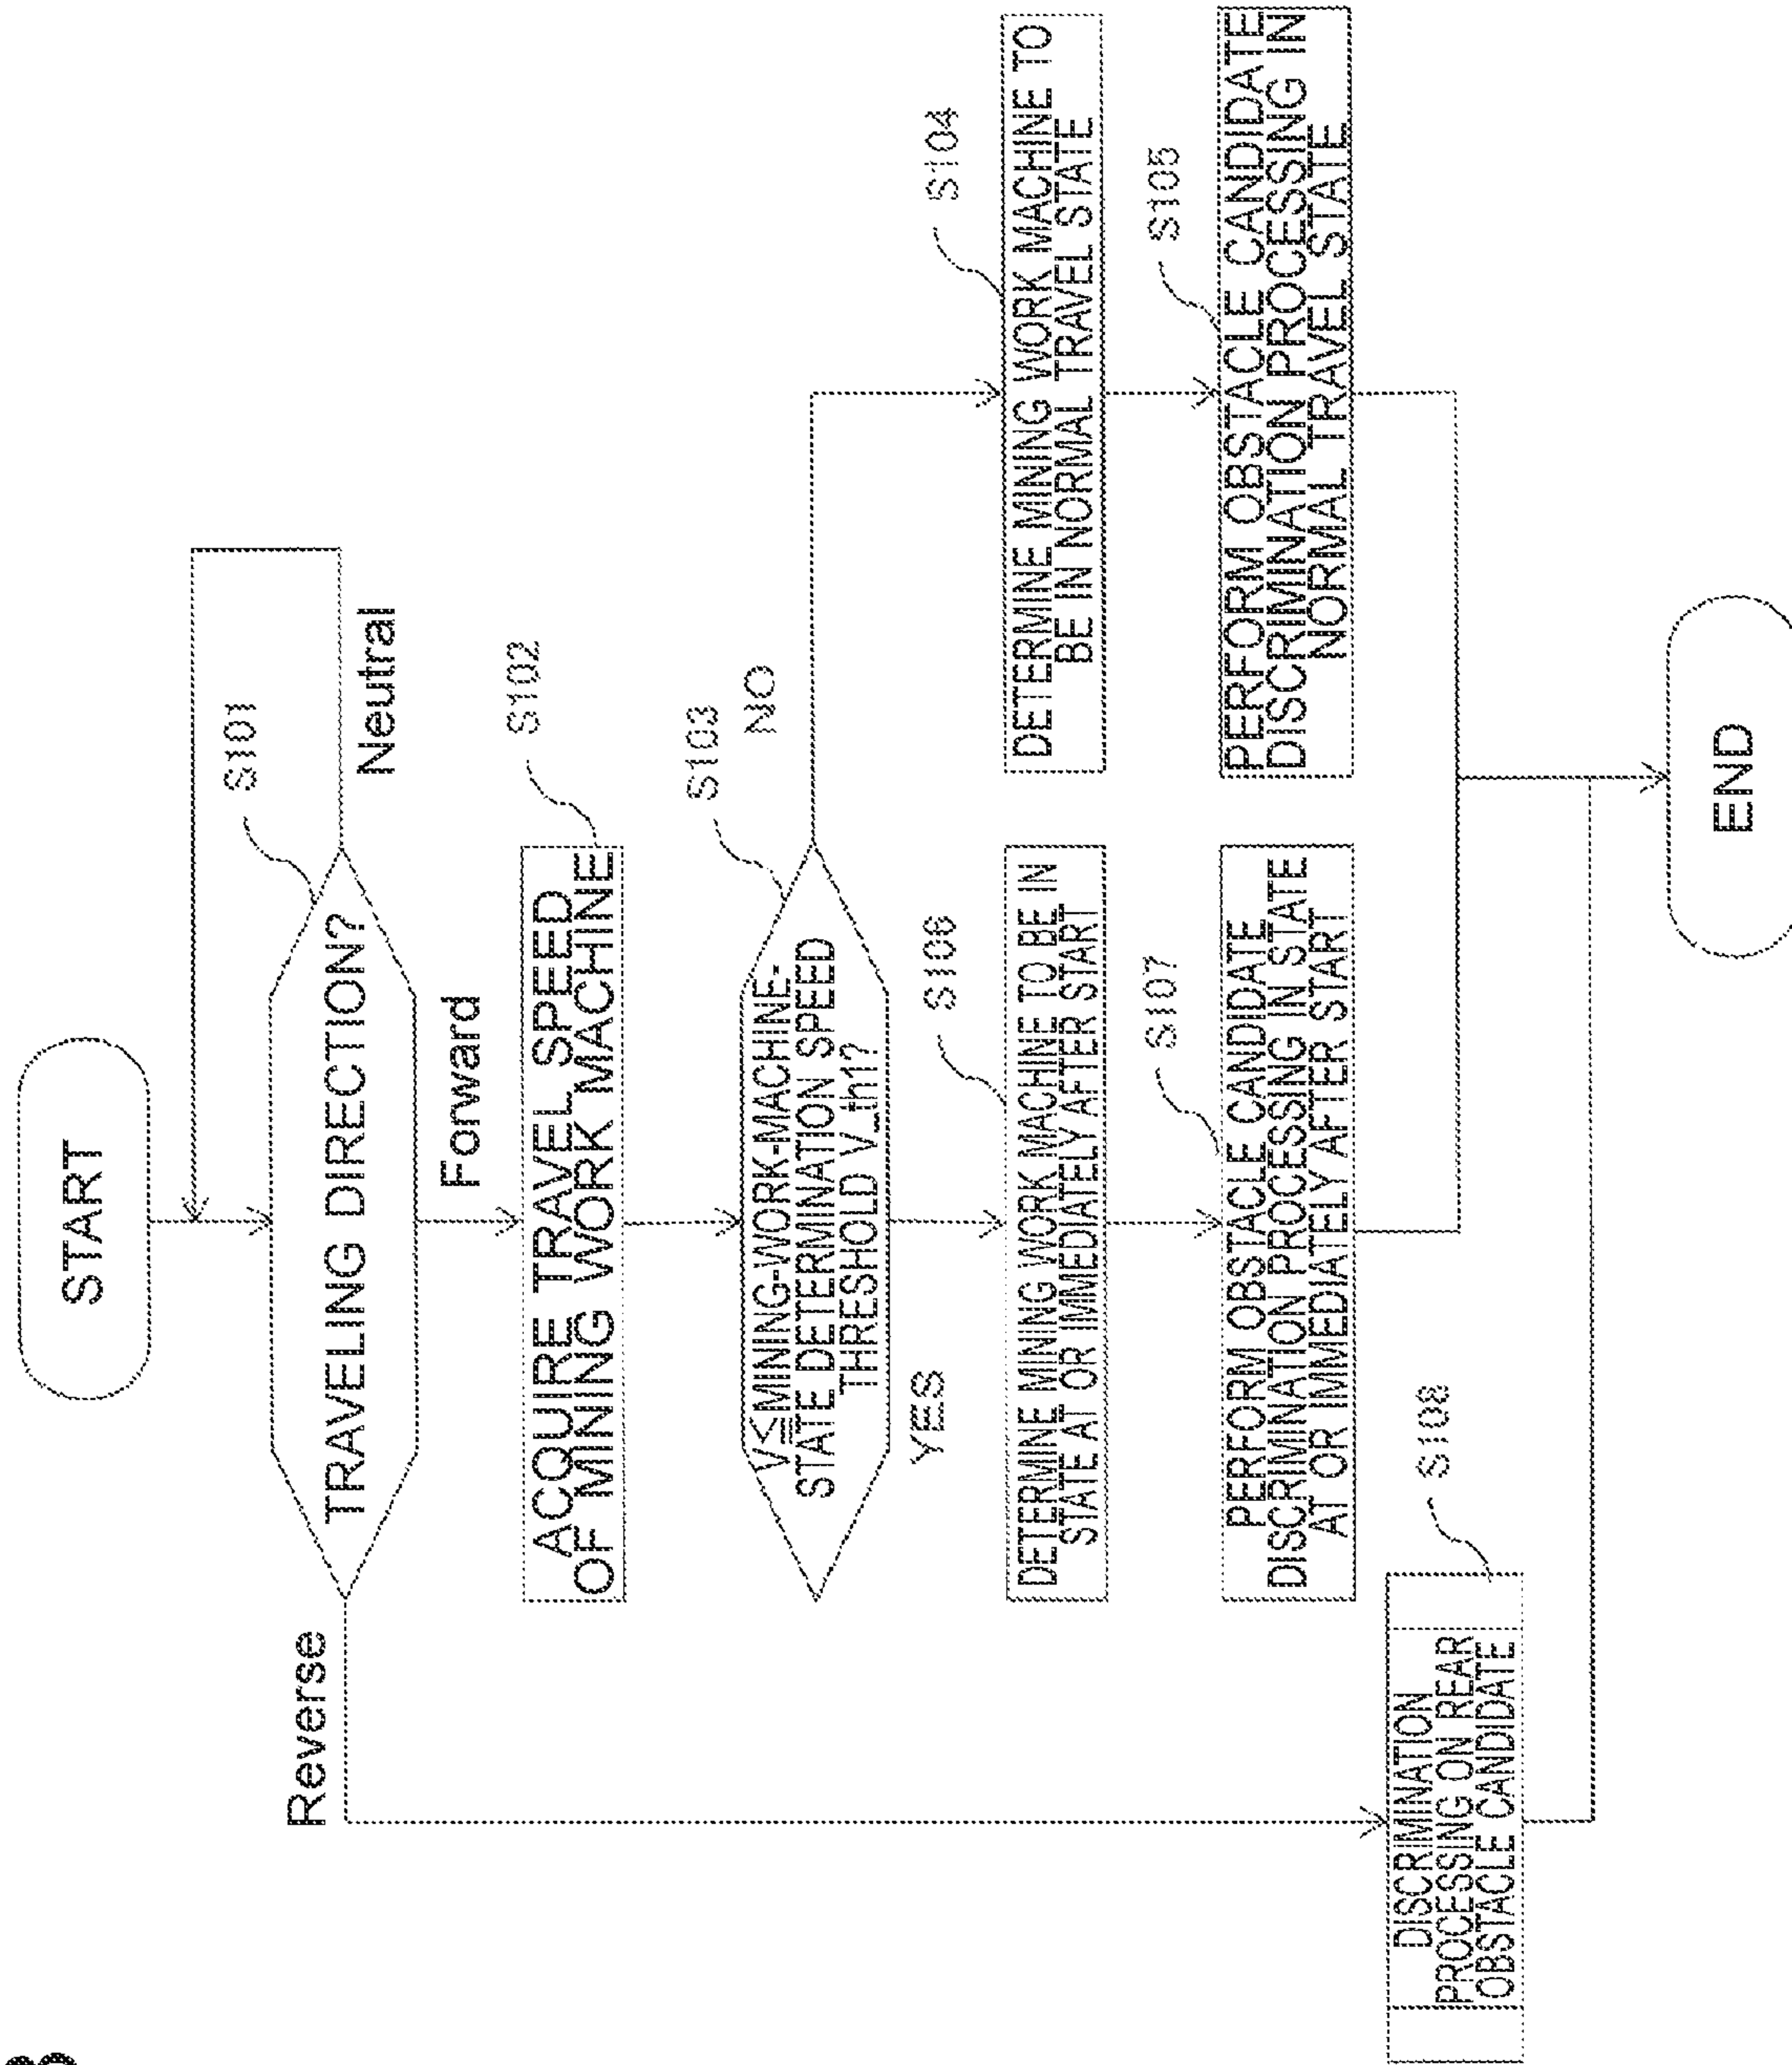 START
S101
TRAVELING DIRECTION?
Reverse
Neutral
Forward
S102
ACQUIRE TRAVEL SPEED
OF MINING WORK MACHINE
S103
V≦MINING-WORK-MACHINE-
STATE DETERMINATION SPEED
THRESHOLD V_th1?
NO
YES
S104
DETERMINE MINING WORK MACHINE TO
BE IN NORMAL TRAVEL STATE
S106
DETERMINE MINING WORK MACHINE TO BE IN
STATE AT OR IMMEDIATELY AFTER START
S105
PERFORM OBSTACLE CANDIDATE
DISCRIMINATION PROCESSING IN
NORMAL TRAVEL STATE
S107
PERFORM OBSTACLE CANDIDATE
DISCRIMINATION PROCESSING IN STATE
AT OR IMMEDIATELY AFTER START
S108
DISCRIMINATION
PROCESSING ON REAR
OBSTACLE CANDIDATE
END